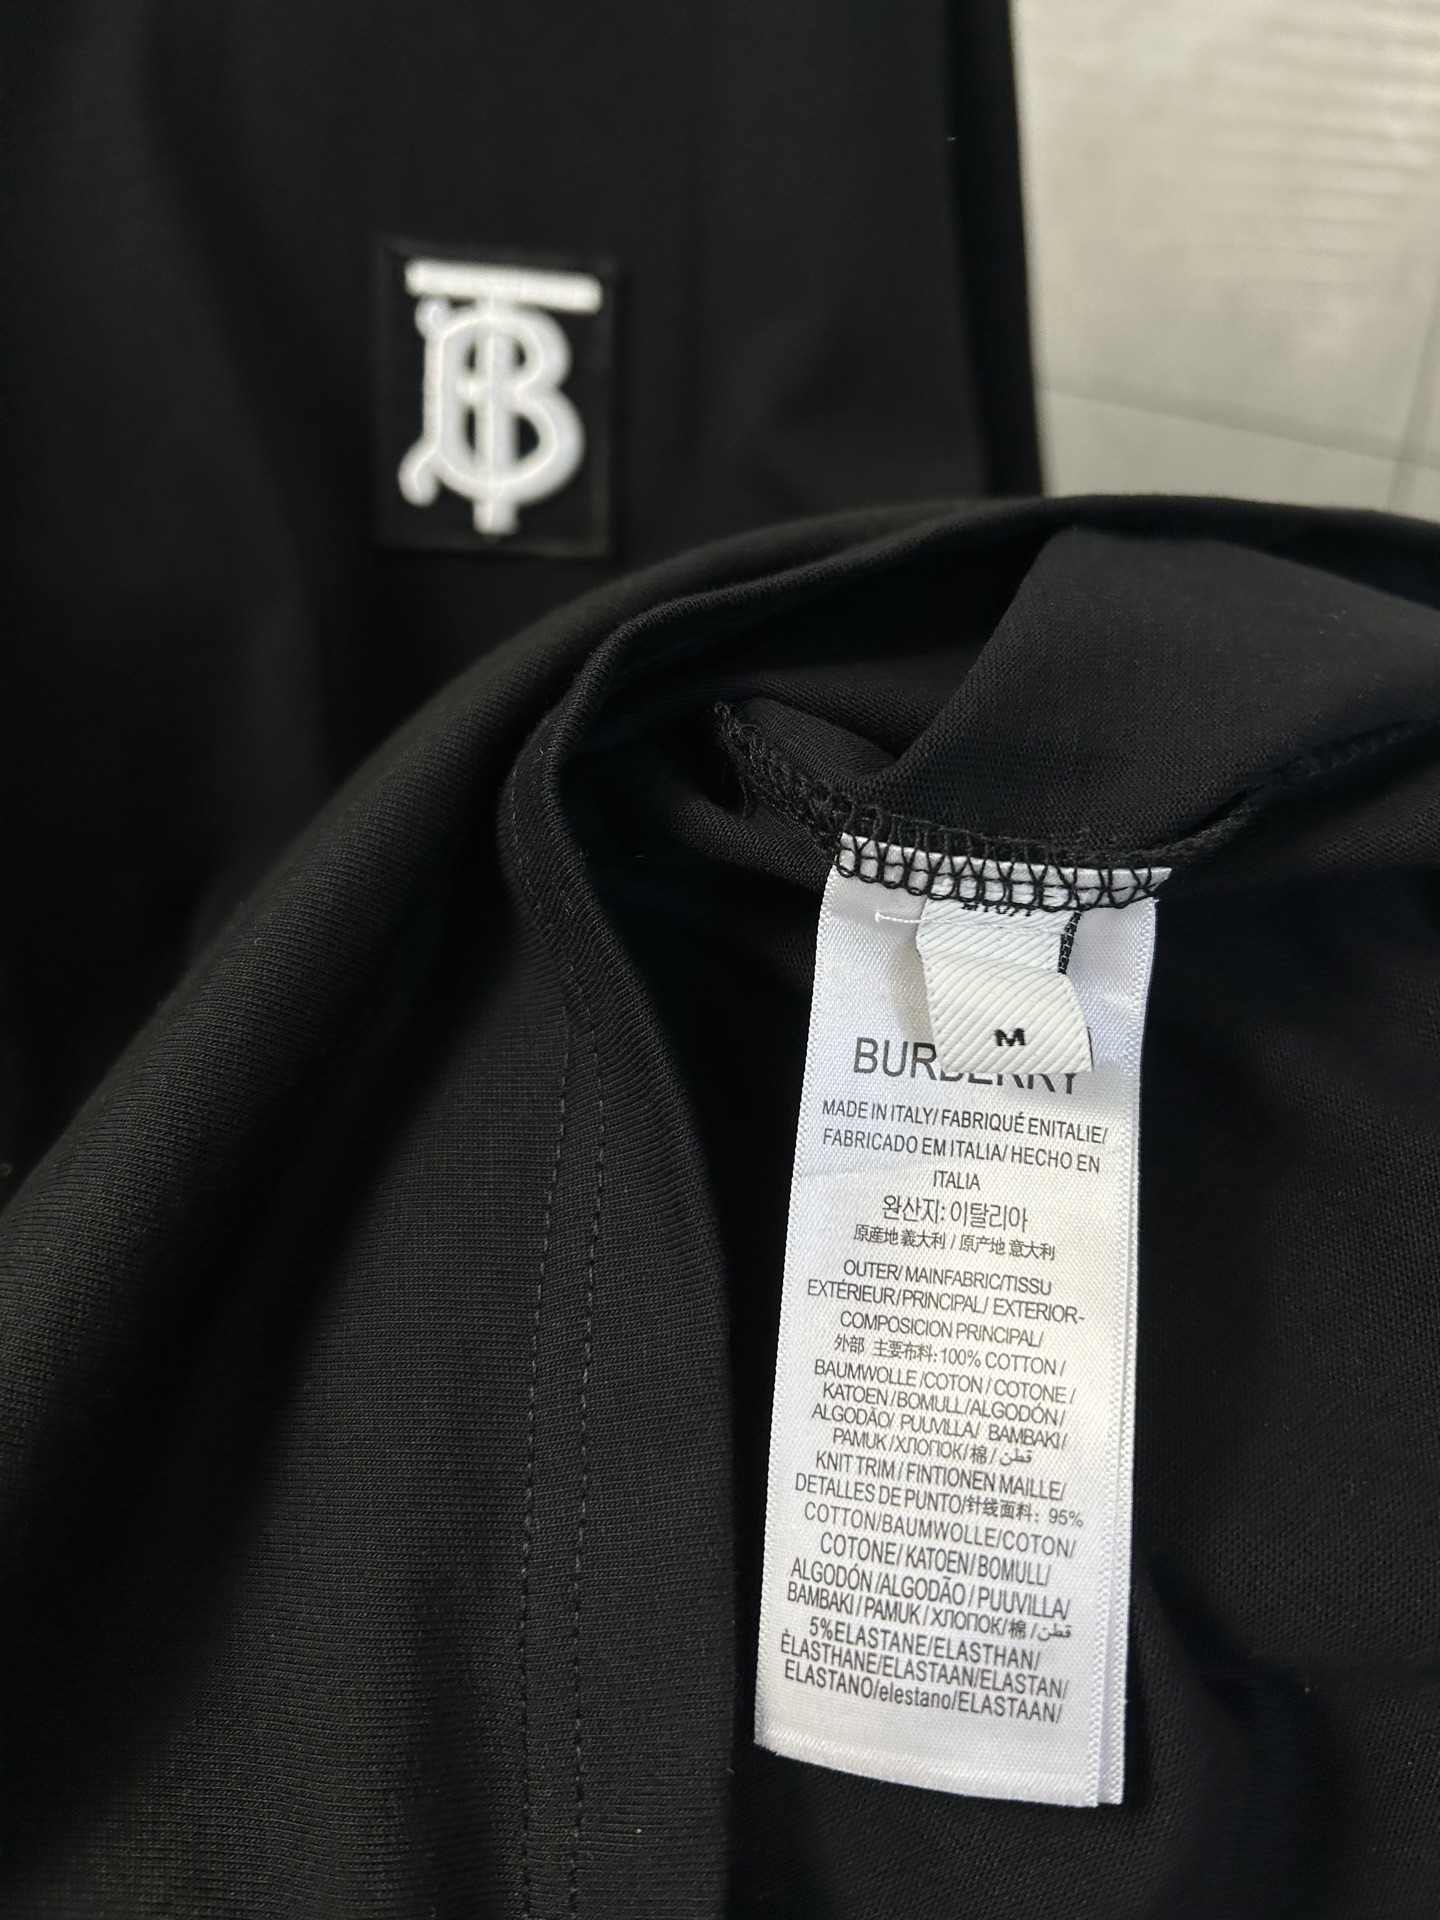 TB
M
BURBERRY
MADE IN ITALY/ FABRIQUÉ ENITALIE/
FABRICADO EM ITALIA/ HECHO EN
ITALIA
완산지: 이탈리아
原産地 義大利 / 原产地 意大利
OUTER/ MAINFABRIC/TISSU
EXTÉRIEUR/PRINCIPAL/ EXTERIOR-
COMPOSICION PRINCIPAL/
外部 主要布料: 100% COTTON /
BAUMWOLLE /COTON / COTONE /
KATOEN/BOMULL/ALGODÓN/
ALGODÃO/ PUUVILLA/ BAMBAKI/
PAMUK /ХЛОПОК/ 棉 / قطن
KNIT TRIM / FINTIONEN MAILLE/
DETALLES DE PUNTO/针线面料: 95%
COTTON/BAUMWOLLE/COTON/
COTONE/ KATOEN/ BOMULL/
ALGODÓN /ALGODÃO / PUUVILLA/
BAMBAKI / PAMUK / ХЛОПОК/棉 /قطن
5%ELASTANE/ELASTHAN/
ÈLASTHANE/ELASTAAN/ELASTAN/
ELASTANO/elestano/ELASTAAN/